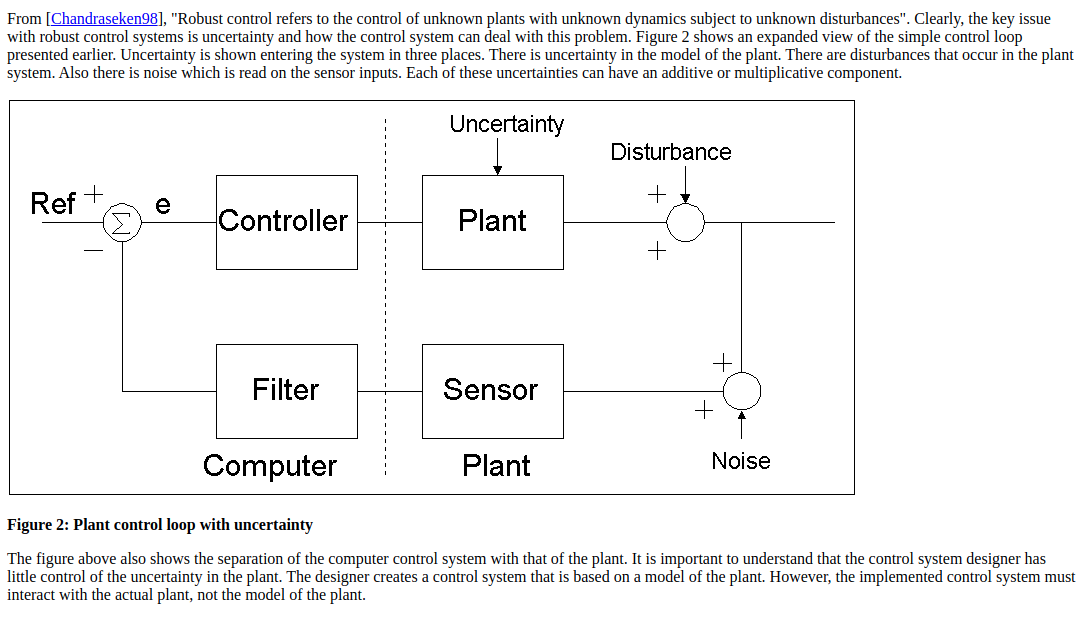 From [Chandraseken98], "Robust control refers to the control of unknown plants with unknown dynamics subject to unknown disturbances". Clearly, the key issue
with robust control systems is uncertainty and how the control system can deal with this problem. Figure 2 shows an expanded view of the simple control loop
presented earlier. Uncertainty is shown entering the system in three places. There is uncertainty in the model of the plant. There are disturbances that occur in the plant
system. Also there is noise which is read on the sensor inputs. Each of these uncertainties can have an additive or multiplicative component.
Uncertainty
Disturbance
Ref + Σ e Controller Plant +
− +
Filter Sensor + +
Computer Plant Noise
Figure 2: Plant control loop with uncertainty
The figure above also shows the separation of the computer control system with that of the plant. It is important to understand that the control system designer has
little control of the uncertainty in the plant. The designer creates a control system that is based on a model of the plant. However, the implemented control system must
interact with the actual plant, not the model of the plant.